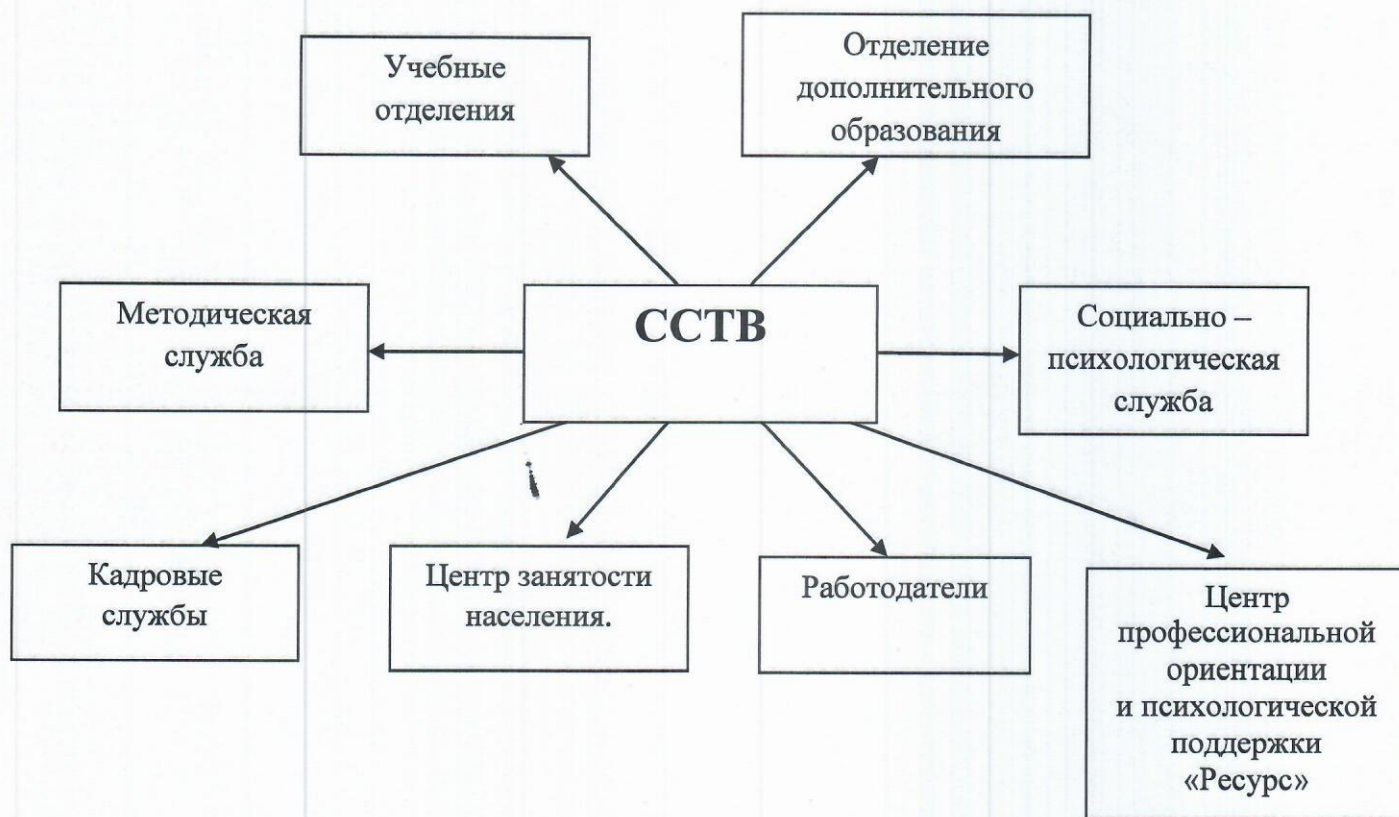 Учебные
отделения
Отделение
дополнительного
образования
Методическая
служба
ССТВ
Социально –
психологическая
служба
Кадровые
службы
Центр занятости
населения.
Работодатели
Центр
профессиональной
ориентации
и психологической
поддержки
«Ресурс»